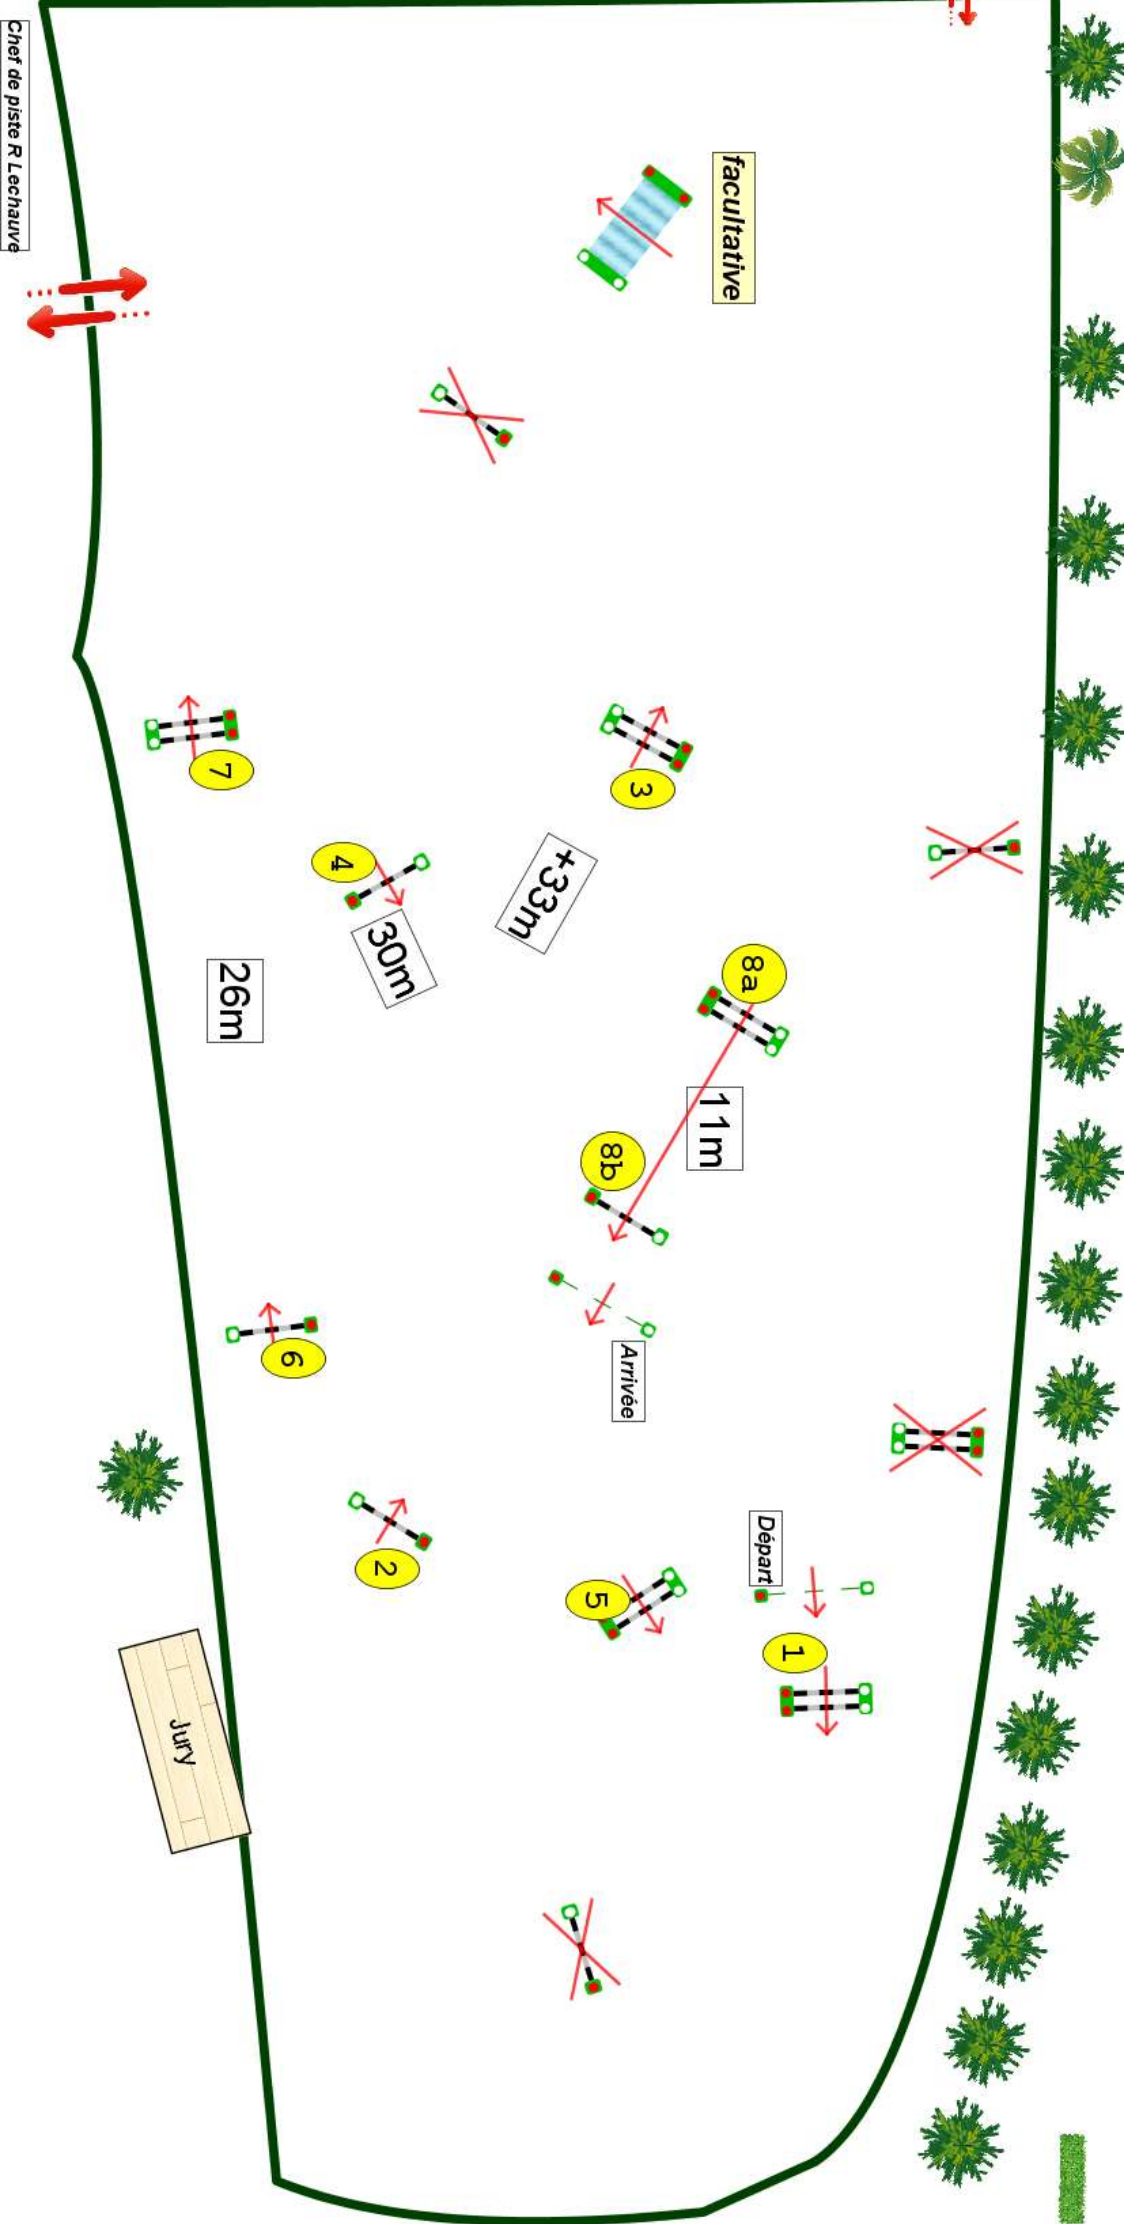 Chef de piste R Lechauve
facultative
7
3
4
+33m
30m
26m
8a
11m
8b
Arrivée
6
2
5
Départ
1
Jury